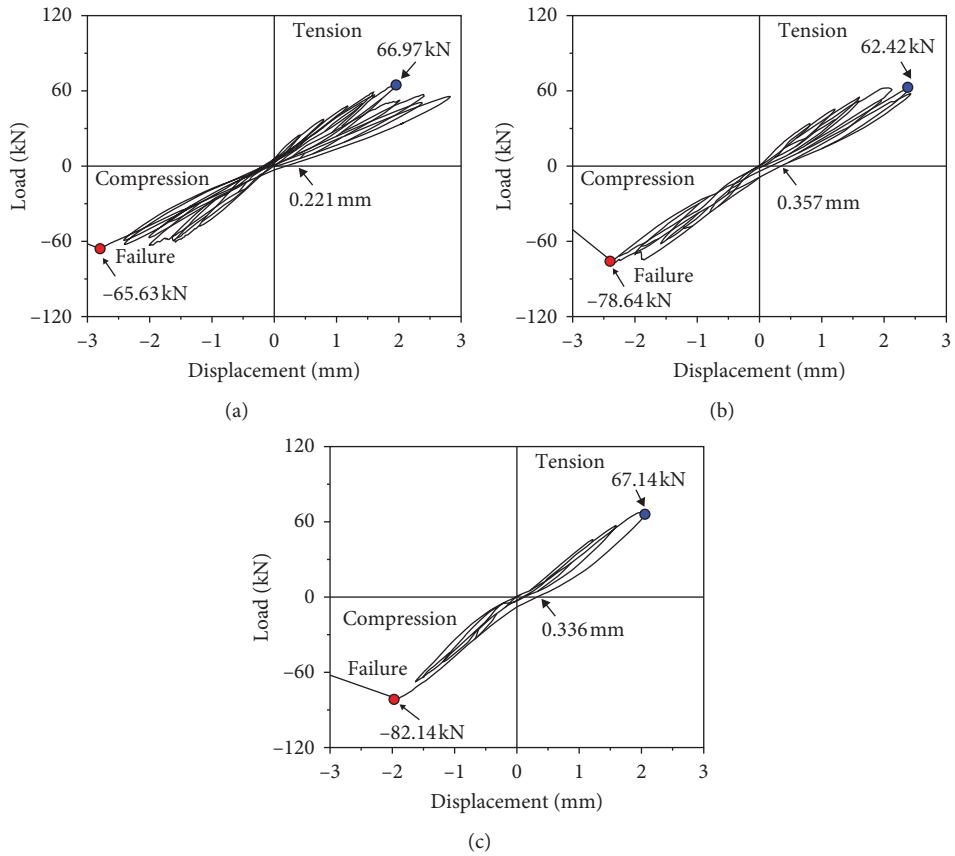 120
60
0
–60
–120
Load (kN)
Tension
66.97 kN
Compression
0.221 mm
Failure
–65.63 kN
–3
–2
–1
0
1
2
3
Displacement (mm)
(a)
120
60
0
–60
–120
Load (kN)
Tension
62.42 kN
Compression
0.357 mm
Failure
–78.64 kN
–3
–2
–1
0
1
2
3
Displacement (mm)
(b)
120
60
0
–60
–120
Load (kN)
Tension
67.14 kN
Compression
0.336 mm
Failure
–82.14 kN
–3
–2
–1
0
1
2
3
Displacement (mm)
(c)